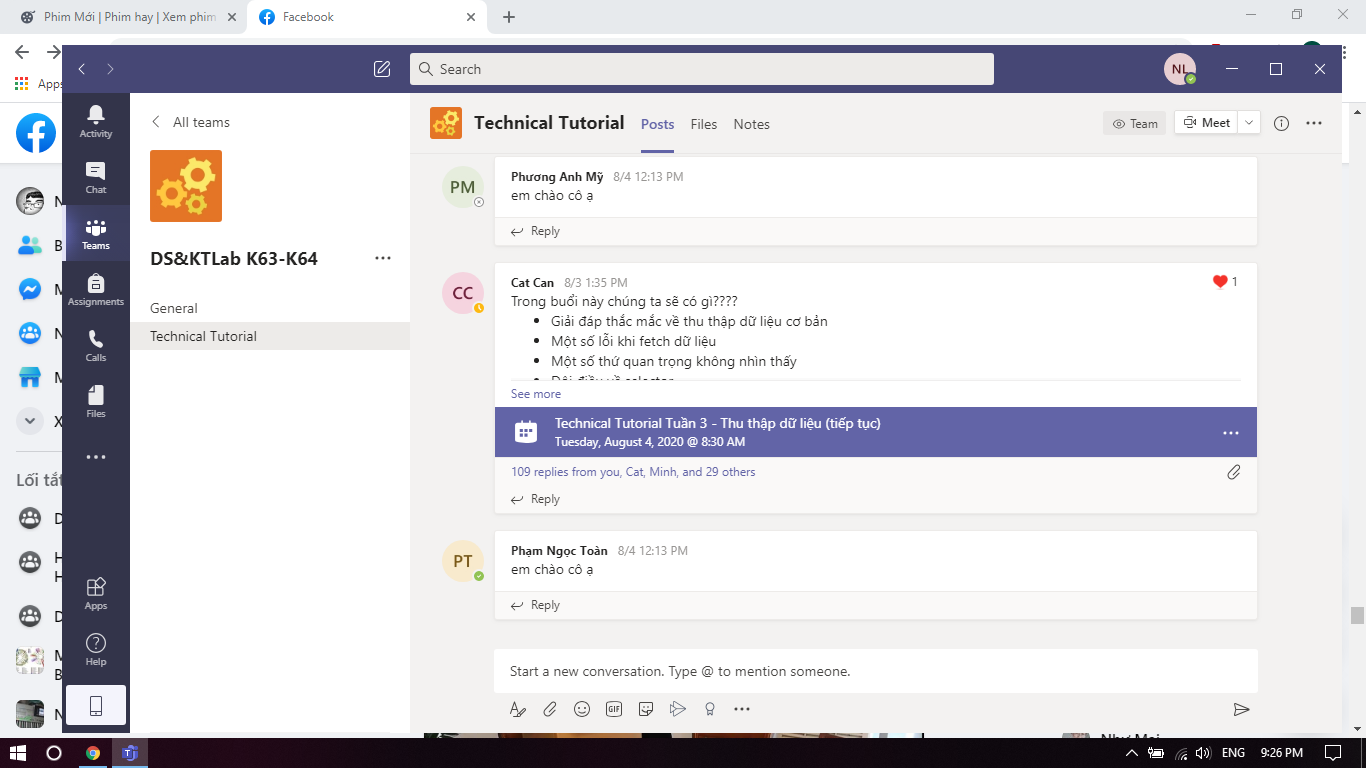 Phim Mới | Phim hay | Xem phim
Facebook
Apps
Search
NL
Activity
Chat
Teams
Assignments
Calls
Files
Apps
Help
Lối tắt
All teams
DS&KTLab K63-K64
General
Technical Tutorial
Technical Tutorial
Posts
Files
Notes
Team
Meet
PM
Phương Anh Mỹ 8/4 12:13 PM
em chào cô ạ
Reply
CC
Cat Can 8/3 1:35 PM
1
Trong buổi này chúng ta sẽ có gì????
Giải đáp thắc mắc về thu thập dữ liệu cơ bản
Một số lỗi khi fetch dữ liệu
Một số thứ quan trọng không nhìn thấy
See more
Technical Tutorial Tuần 3 - Thu thập dữ liệu (tiếp tục)
Tuesday, August 4, 2020 @ 8:30 AM
109 replies from you, Cat, Minh, and 29 others
Reply
PT
Phạm Ngọc Toàn 8/4 12:13 PM
em chào cô ạ
Reply
Start a new conversation. Type @ to mention someone.
GIF
ENG
9:26 PM